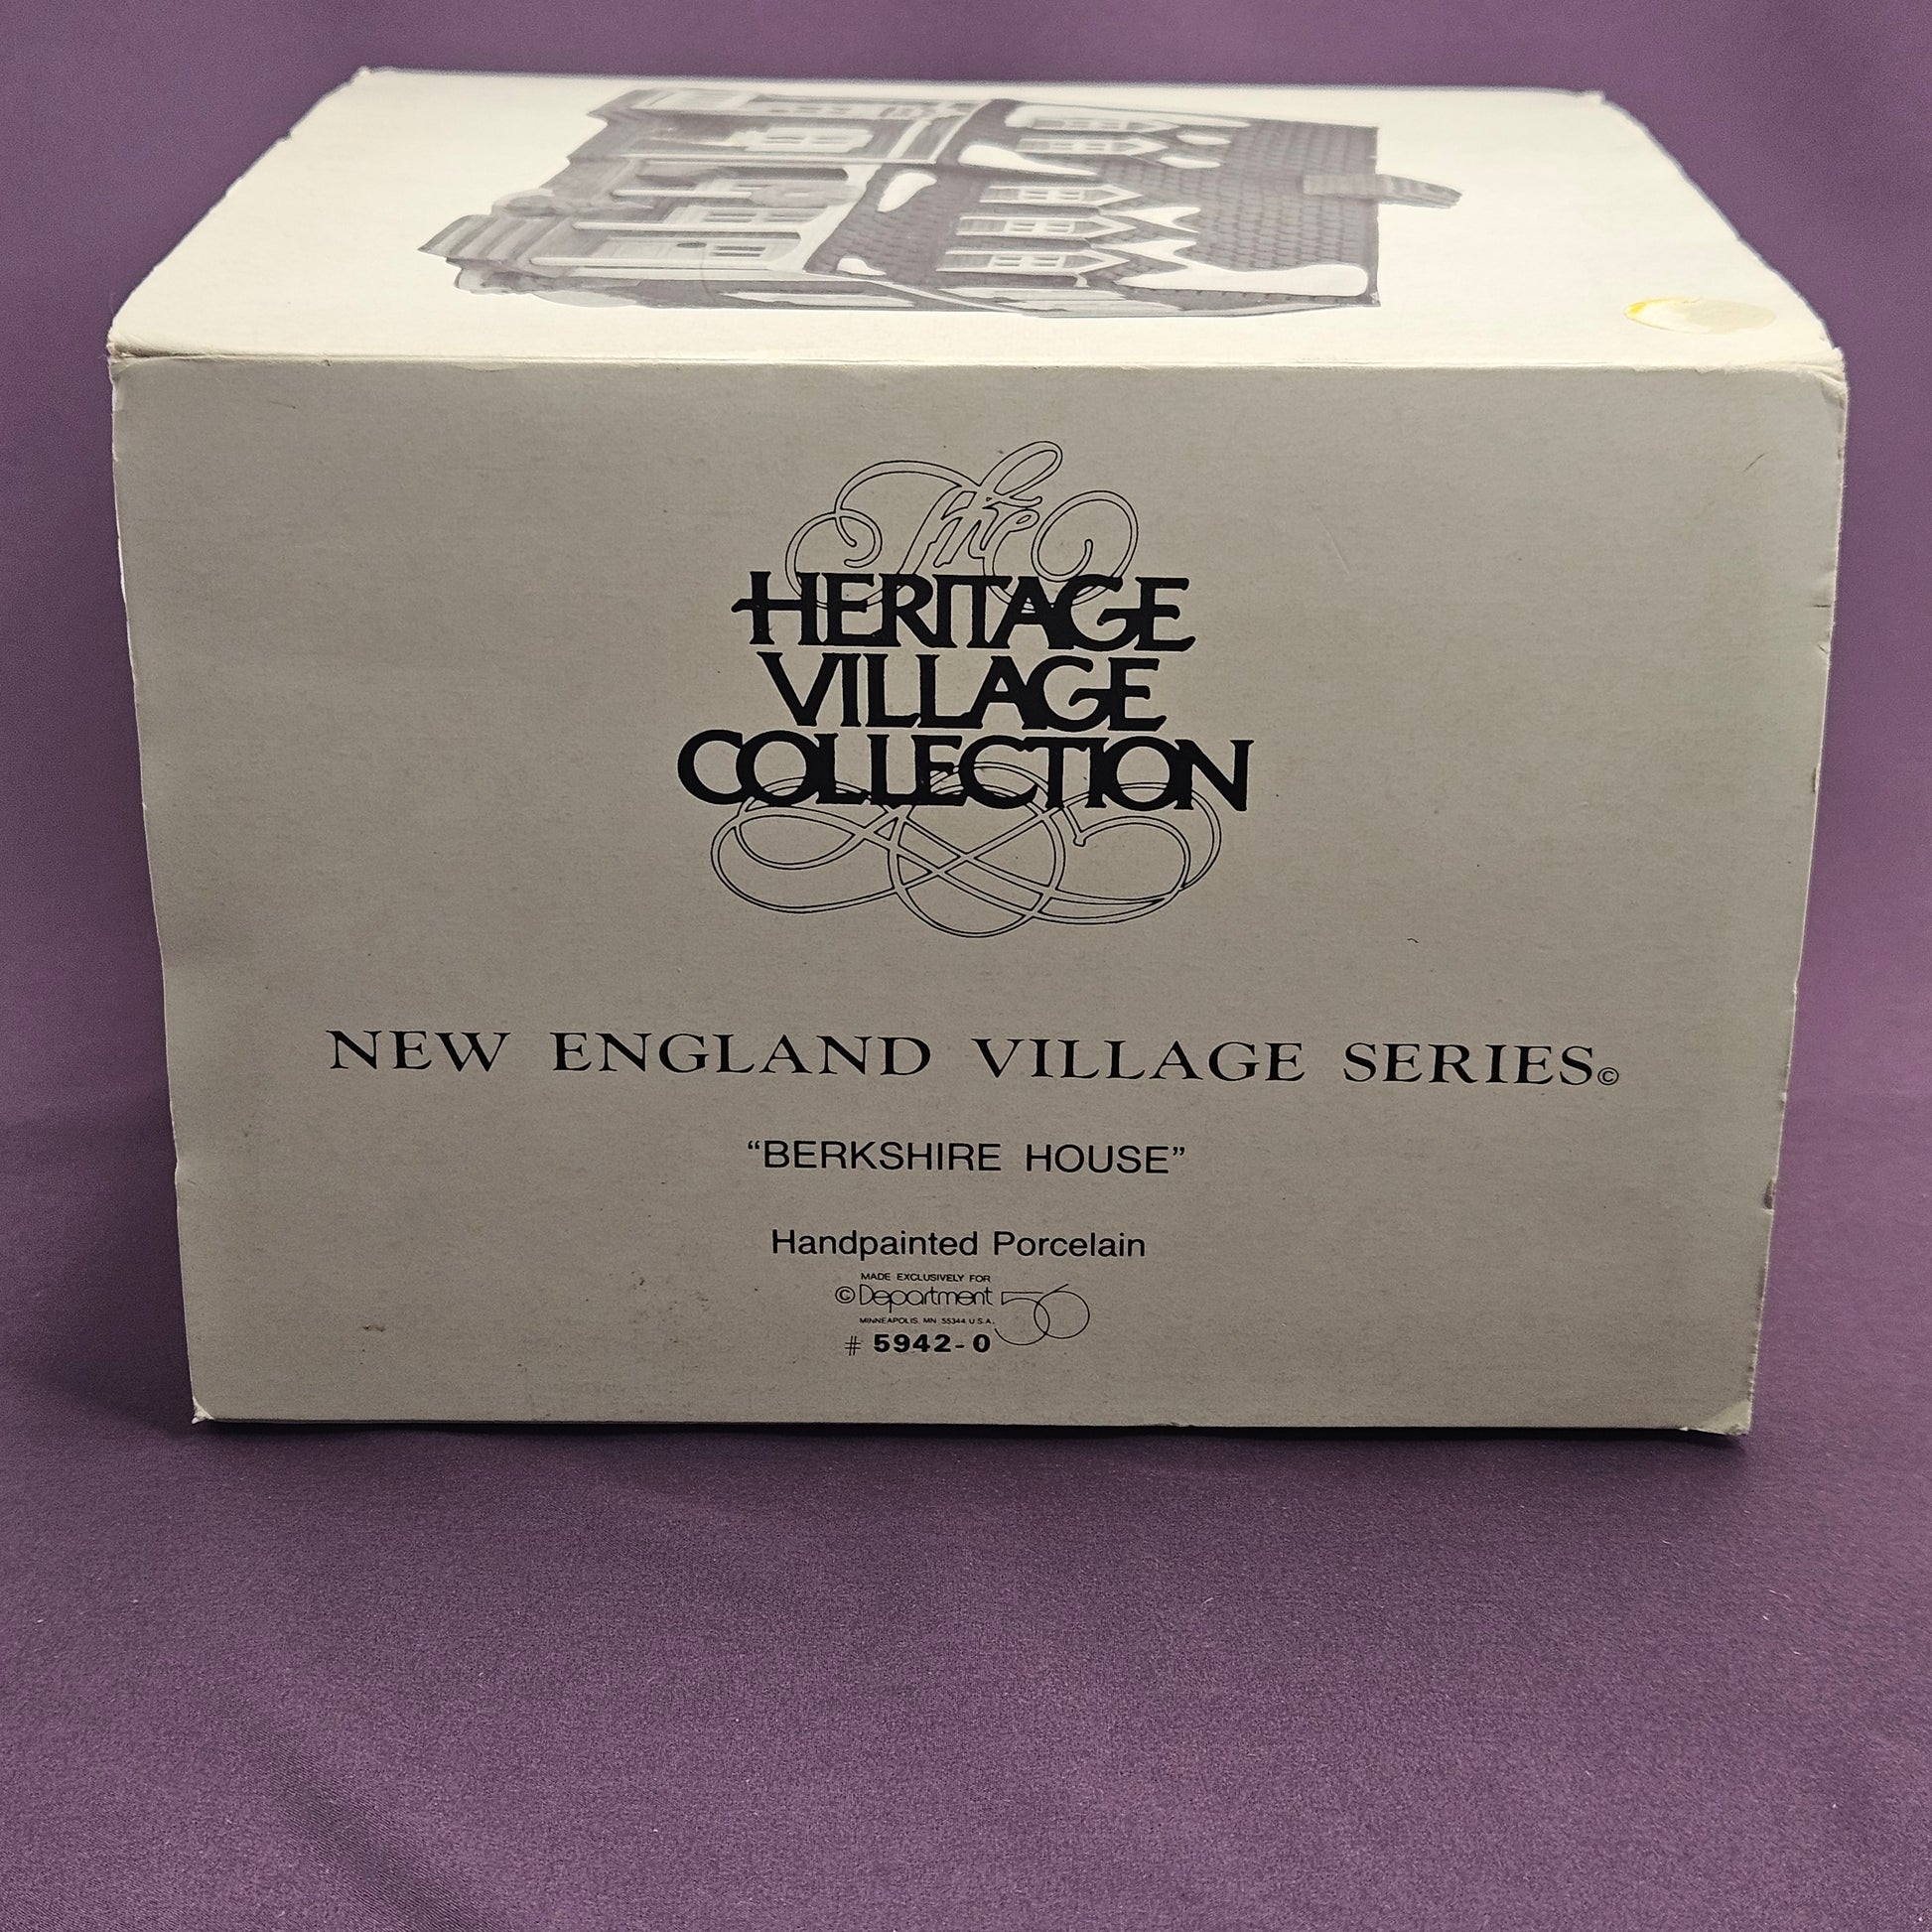 The
HERITAGE
VILLAGE
COLLECTION
NEW ENGLAND VILLAGE SERIES©
“BERKSHIRE HOUSE”
Handpainted Porcelain
MADE EXCLUSIVELY FOR
© Department 56
MINNEAPOLIS, MN 55344 U.S.A.
# 5942-0